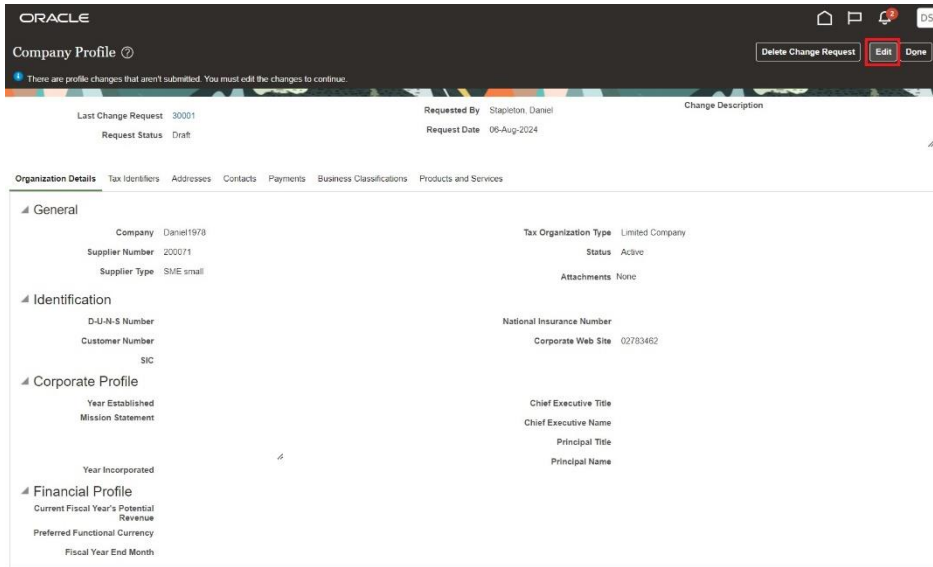 ORACLE
2
DS
Company Profile
Delete Change Request
Edit
Done
There are profile changes that aren't submitted. You must edit the changes to continue.
Last Change Request 30001
Requested By Stapleton, Daniel
Change Description
Request Status Draft
Request Date 06-Aug-2024
Organization Details Tax Identifiers Addresses Contacts Payments Business Classifications Products and Services
General
Company Daniel1978
Tax Organization Type Limited Company
Supplier Number 200071
Status Active
Supplier Type SME small
Attachments None
Identification
D-U-N-S Number
National Insurance Number
Customer Number
Corporate Web Site 02783462
SIC
Corporate Profile
Year Established
Chief Executive Title
Mission Statement
Chief Executive Name
Principal Title
Principal Name
Year Incorporated
Financial Profile
Current Fiscal Year's Potential
Revenue
Preferred Functional Currency
Fiscal Year End Month